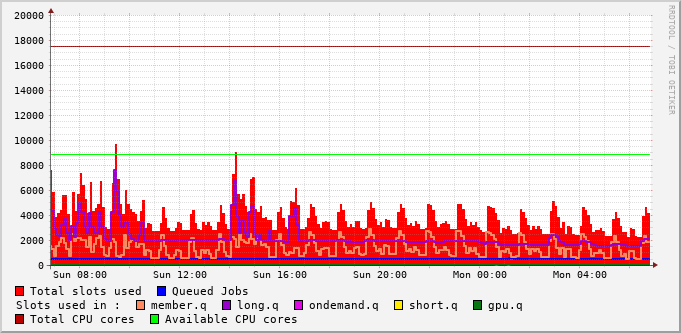 20000
18000
16000
14000
12000
10000
8000
6000
4000
2000
0
Sun 08:00 Sun 12:00 Sun 16:00 Sun 20:00 Mon 00:00 Mon 04:00
RRDTOOL / TOBI OETIKER
Total slots used Queued Jobs
Slots used in : member.q long.q ondemand.q short.q gpu.q
Total CPU cores Available CPU cores